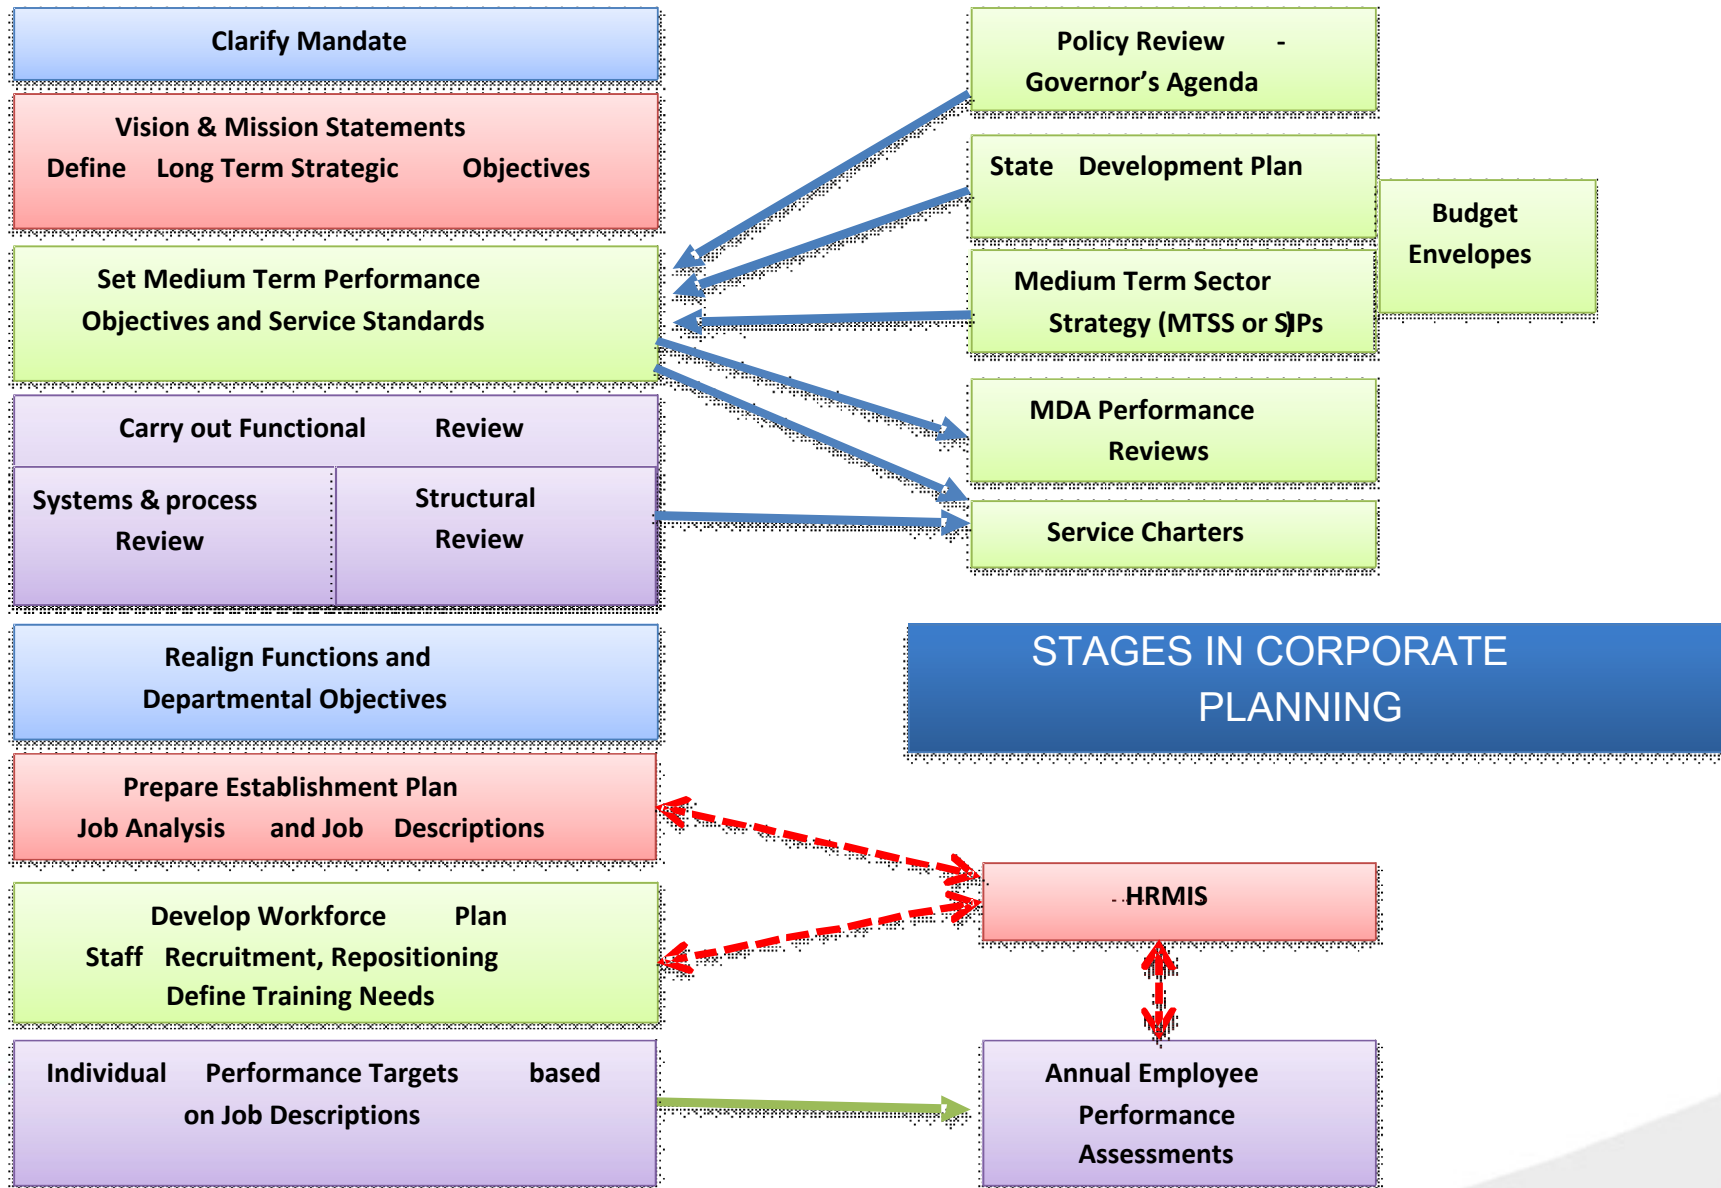 Clarify Mandate
Vision & Mission Statements
Define Long Term Strategic Objectives
Set Medium Term Performance
Objectives and Service Standards
Carry out Functional Review
Systems & process
Review
Structural
Review
Realign Functions and
Departmental Objectives
Prepare Establishment Plan
Job Analysis and Job Descriptions
Develop Workforce Plan
Staff Recruitment, Repositioning
Define Training Needs
Individual Performance Targets based
on Job Descriptions
Policy Review -
Governor’s Agenda
State Development Plan
Budget
Envelopes
Medium Term Sector
Strategy (MTSS or SIPs)
MDA Performance
Reviews
Service Charters
STAGES IN CORPORATE
PLANNING
HRMIS
Annual Employee
Performance
Assessments